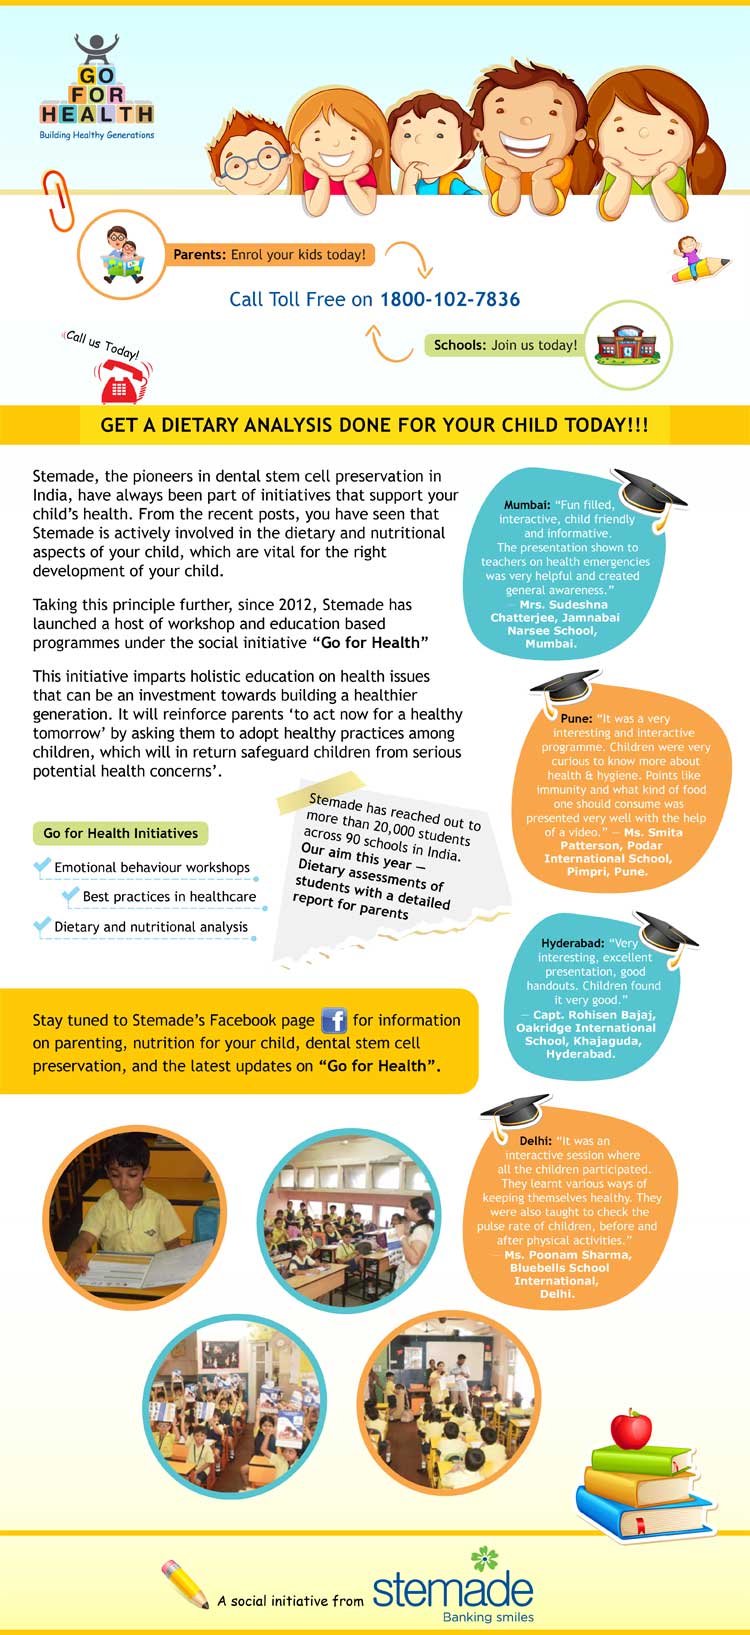 GO
FOR
HEALTH
Building Healthy Generations
Parents: Enrol your kids today!
Call Toll Free on 1800-102-7836
Schools: Join us today!
Call us Today!
GET A DIETARY ANALYSIS DONE FOR YOUR CHILD TODAY!!!
Stemade, the pioneers in dental stem cell preservation in
India, have always been part of initiatives that support your
child's health. From the recent posts, you have seen that
Stemade is actively involved in the dietary and nutritional
aspects of your child, which are vital for the right
development of your child.
Taking this principle further, since 2012, Stemade has
launched a host of workshop and education based
programmes under the social initiative “Go for Health”
This initiative imparts holistic education on health issues
that can be an investment towards building a healthier
generation. It will reinforce parents ‘to act now for a healthy
tomorrow’ by asking them to adopt healthy practices among
children, which will in return safeguard children from serious
potential health concerns’.
Go for Health Initiatives
Emotional behaviour workshops
Best practices in healthcare
Dietary and nutritional analysis
Stemade has reached out to
more than 20,000 students
across 90 schools in India.
Our aim this year —
Dietary assessments of
students with a detailed
report for parents
Mumbai: “Fun filled,
interactive, child friendly
and informative.
The presentation shown to
teachers on health emergencies
was very helpful and created
general awareness.”
— Mrs. Sudeshna
Chatterjee, Jamnabai
Narsee School,
Mumbai.
Pune: “It was a very
interesting and interactive
programme. Children were very
curious to know more about
health & hygiene. Points like
immunity and what kind of food
one should consume was
presented very well with the help
of a video.” — Ms. Smita
Patterson, Podar
International School,
Pimpri, Pune.
Hyderabad: “Very
interesting, excellent
presentation, good
handouts. Children found
it very good.”
— Capt. Rohisen Bajaj,
Oakridge International
School, Khajaguda,
Hyderabad.
Delhi: “It was an
interactive session where
all the children participated.
They learnt various ways of
keeping themselves healthy. They
were also taught to check the
pulse rate of children, before and
after physical activities.”
— Ms. Poonam Sharma,
Bluebells School
International,
Delhi.
Stay tuned to Stemade's Facebook page f for information
on parenting, nutrition for your child, dental stem cell
preservation, and the latest updates on “Go for Health”.
A social initiative from stemade
Banking smiles